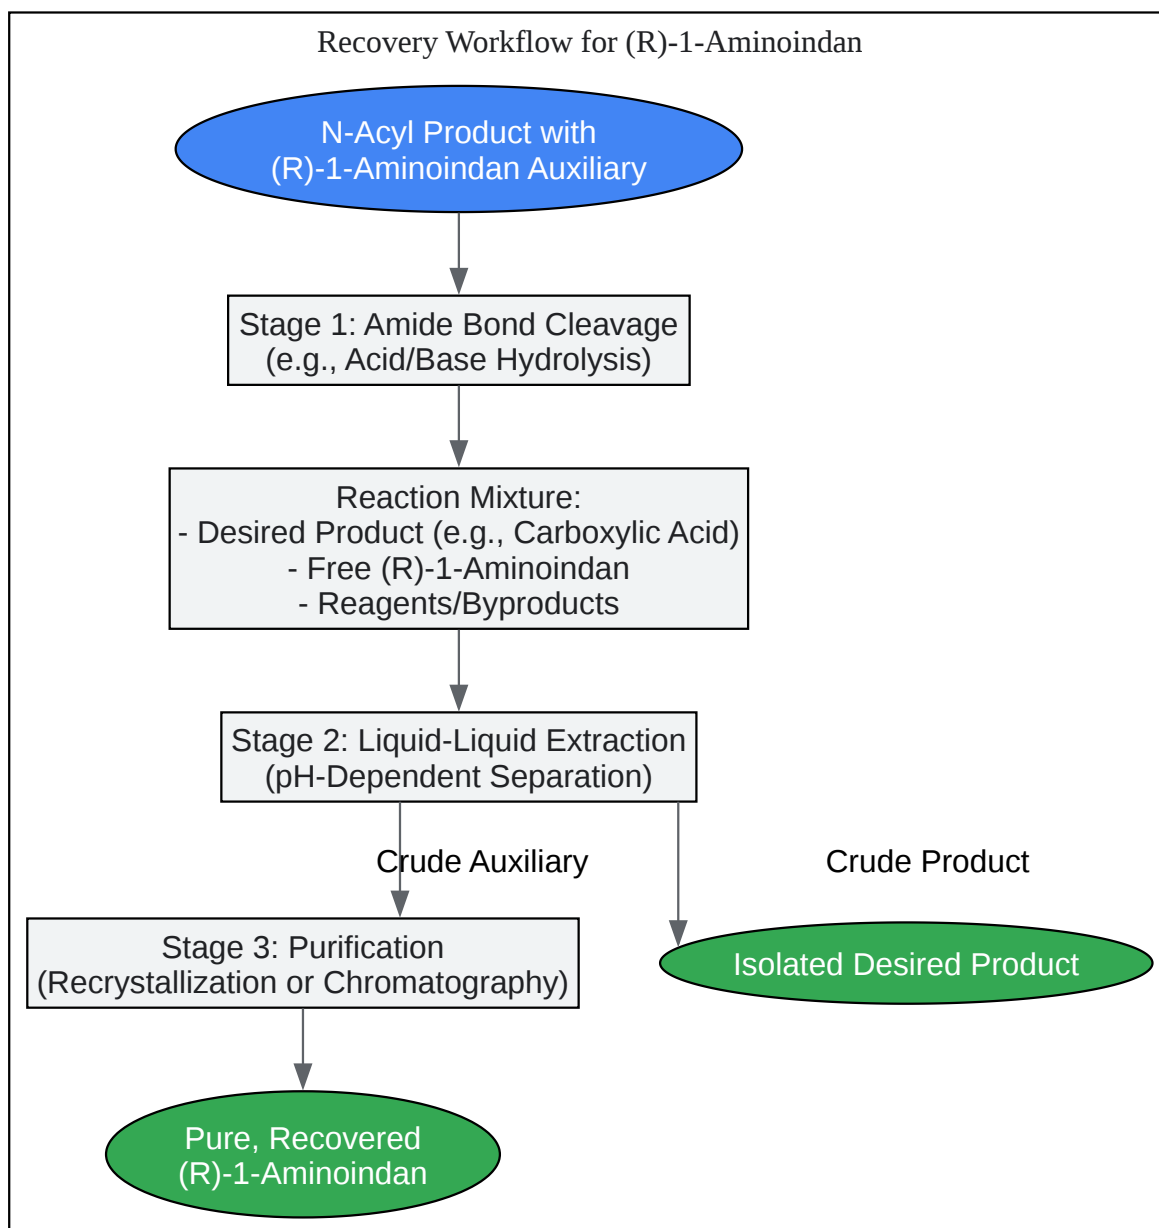 Recovery Workflow for (R)-1-Aminoindan
N-Acyl Product with
(R)-1-Aminoindan Auxiliary
Stage 1: Amide Bond Cleavage
(e.g., Acid/Base Hydrolysis)
Reaction Mixture:
- Desired Product (e.g., Carboxylic Acid)
- Free (R)-1-Aminoindan
- Reagents/Byproducts
Stage 2: Liquid-Liquid Extraction
(pH-Dependent Separation)
Crude Auxiliary
Crude Product
Stage 3: Purification
(Recrystallization or Chromatography)
Isolated Desired Product
Pure, Recovered
(R)-1-Aminoindan